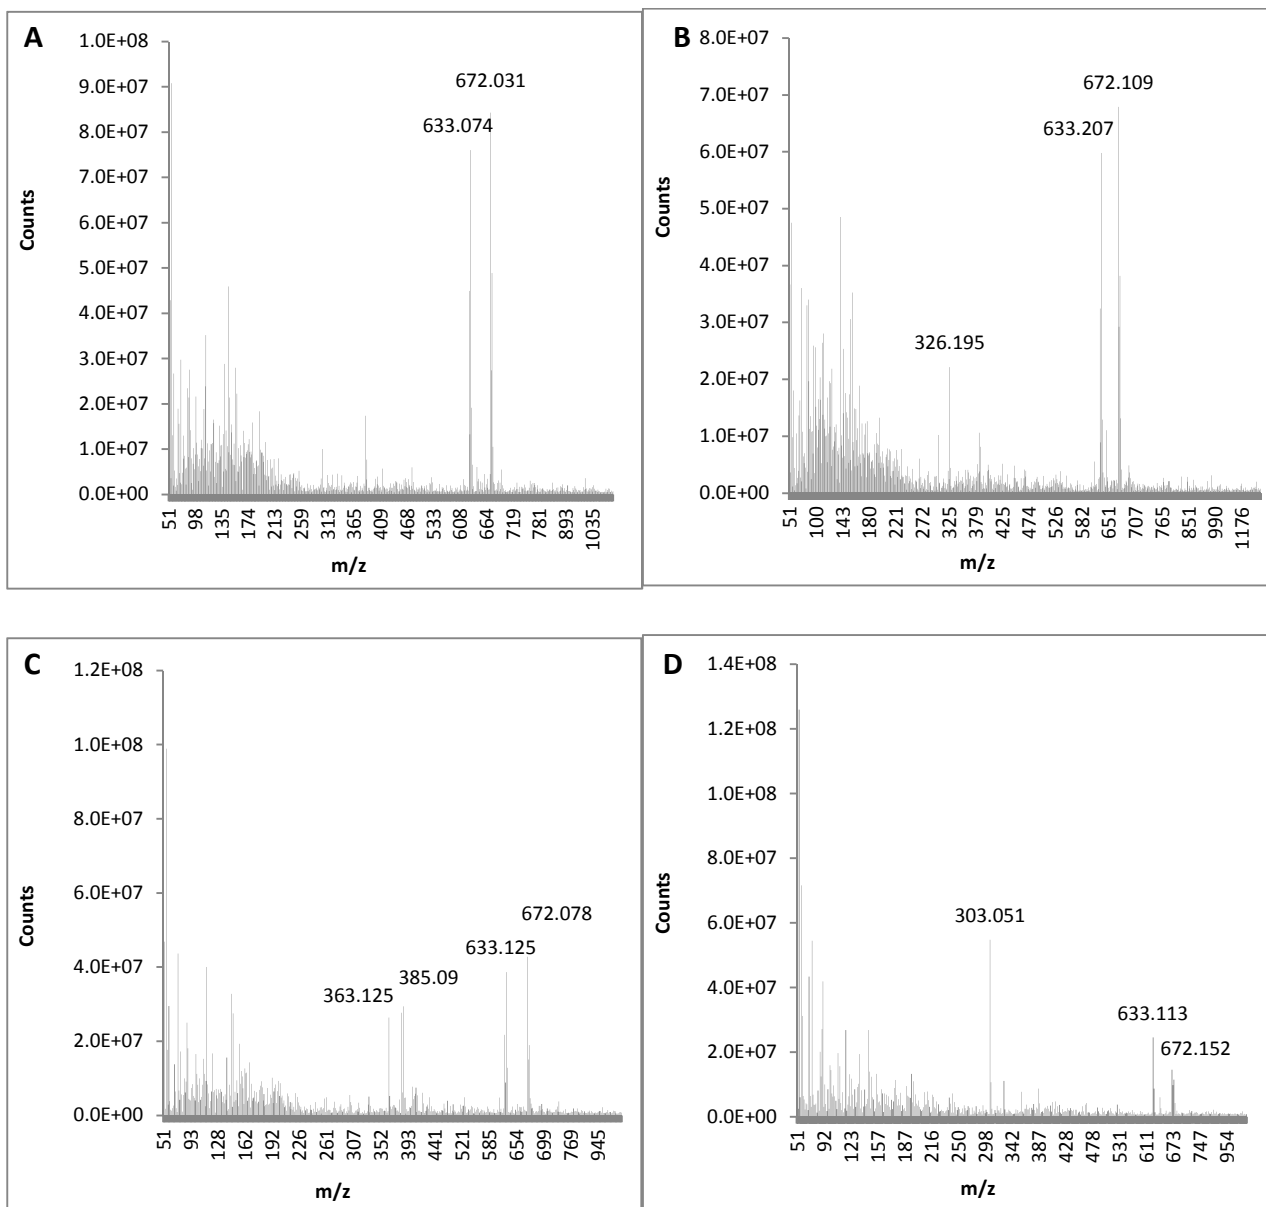 A
1.0E+08
9.0E+07
8.0E+07
7.0E+07
6.0E+07
5.0E+07
4.0E+07
3.0E+07
2.0E+07
1.0E+07
0.0E+00
Counts
672.031
633.074
51 98 135 174 213 259 313 365 409 468 533 608 664 719 781 893 1035
m/z
B
8.0E+07
7.0E+07
6.0E+07
5.0E+07
4.0E+07
3.0E+07
2.0E+07
1.0E+07
0.0E+00
Counts
672.109
633.207
326.195
51 100 143 180 221 272 325 379 425 474 526 582 651 707 765 851 990 1176
m/z
C
1.2E+08
1.0E+08
8.0E+07
6.0E+07
4.0E+07
2.0E+07
0.0E+00
Counts
672.078
633.125
385.09
363.125
51 93 128 162 192 226 261 307 352 393 441 521 585 654 699 769 945
m/z
D
1.4E+08
1.2E+08
1.0E+08
8.0E+07
6.0E+07
4.0E+07
2.0E+07
0.0E+00
Counts
303.051
633.113
672.152
51 92 123 157 187 216 250 298 342 387 428 478 531 611 673 747 954
m/z